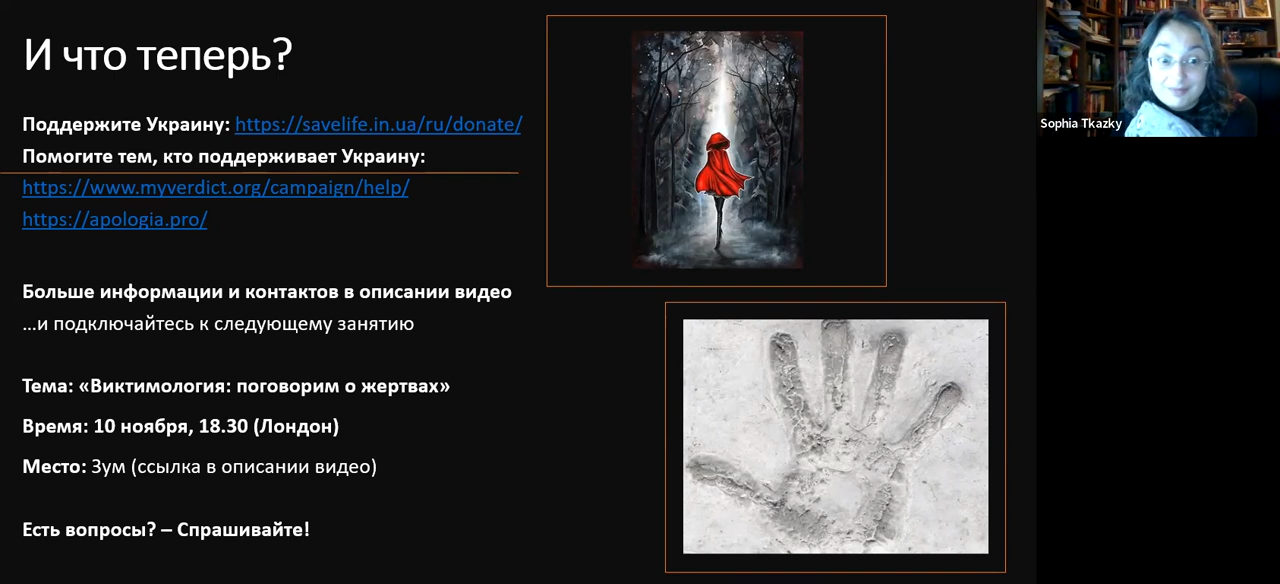 И что теперь?
Поддержите Украину: https://savelife.in.ua/ru/donate/
Помогите тем, кто поддерживает Украину:
https://www.myverdict.org/campaign/help/
https://apologia.pro/
Больше информации и контактов в описании видео
...и подключайтесь к следующему занятию
Тема: «Виктимология: поговорим о жертвах»
Время: 10 ноября, 18.30 (Лондон)
Место: Зум (ссылка в описании видео)
Есть вопросы? – Спрашивайте!
Sophia Tkazky